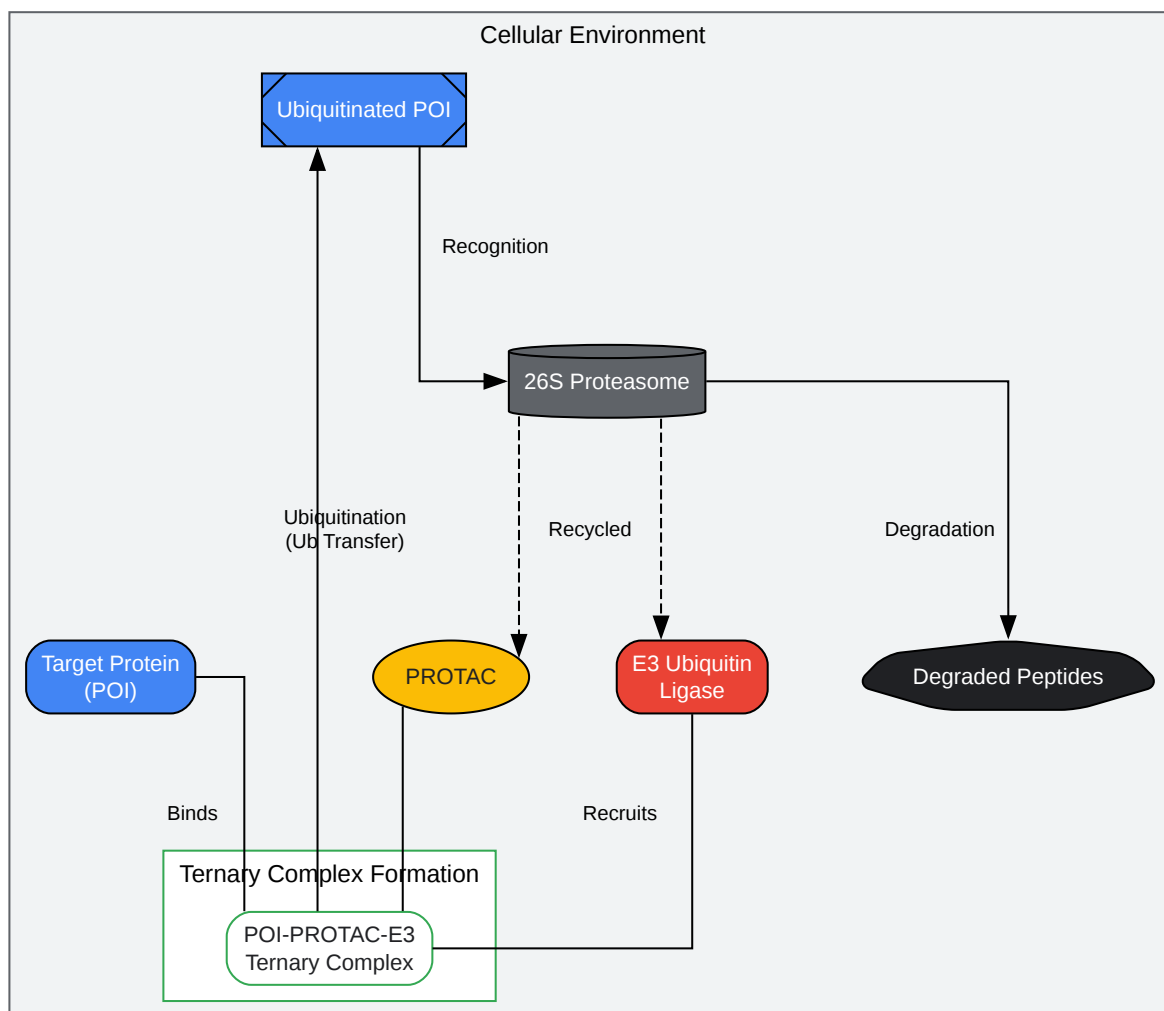 Cellular Environment
Ubiquitinated POI
Recognition
26S Proteasome
Ubiquitination
(Ub Transfer)
Recycled
Degradation
Target Protein
(POI)
PROTAC
E3 Ubiquitin
Ligase
Degraded Peptides
Binds
Recruits
Ternary Complex Formation
POI-PROTAC-E3
Ternary Complex